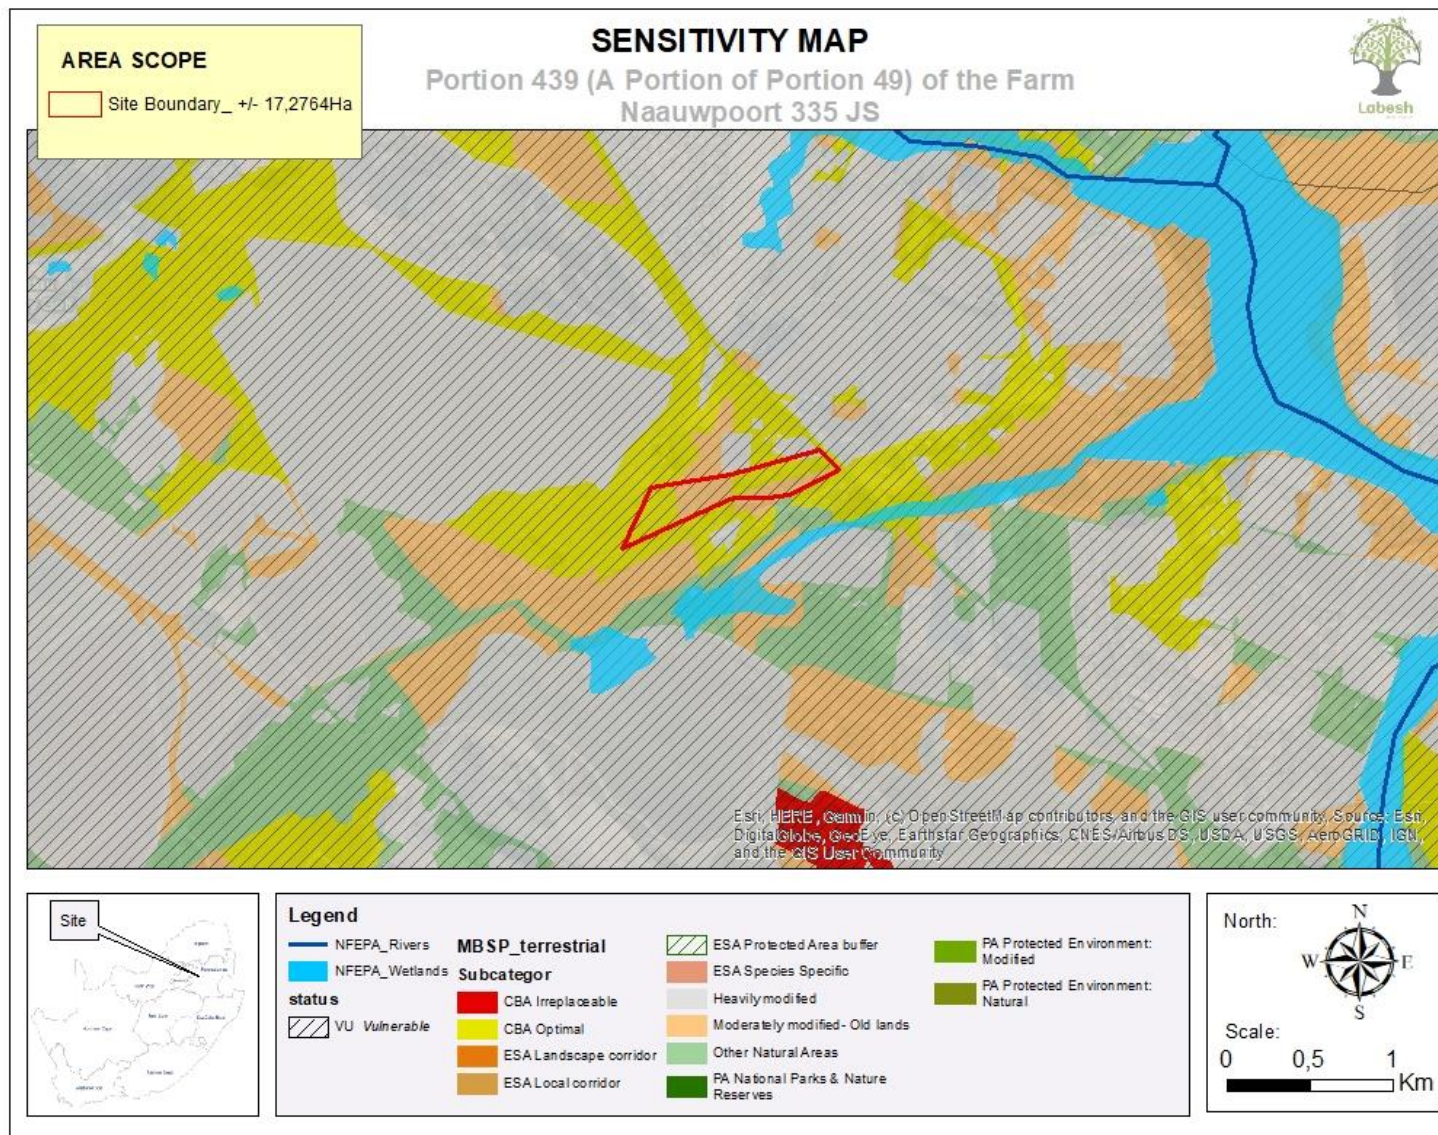 AREA SCOPE
Site Boundary_ +/- 17,2764Ha
SENSITIVITY MAP
Portion 439 (A Portion of Portion 49) of the Farm
Naauwpoort 335 JS
Labesh
Esri, HERE, Garmin, (c) OpenStreetMap contributors, and the GIS user community, Source: Esri,
DigitalGlobe, GeoEye, Earthstar Geographics, CNES/Airbus DS, USDA, USGS, AeroGRID, IGN,
and the GIS User Community
Site
Legend
NFEPA_Rivers
NFEPA_Wetlands
status
VU Vulnerable
MBSP_terrestrial
Subcategor
CBA Irreplaceable
CBA Optimal
ESA Landscape corridor
ESA Local corridor
ESA Protected Area buffer
ESA Species Specific
Heavily modified
Moderately modified- Old lands
Other Natural Areas
PA National Parks & Nature
Reserves
PA Protected Environment:
Modified
PA Protected Environment:
Natural
North:
N
W E
S
Scale:
0 0,5 1
Km